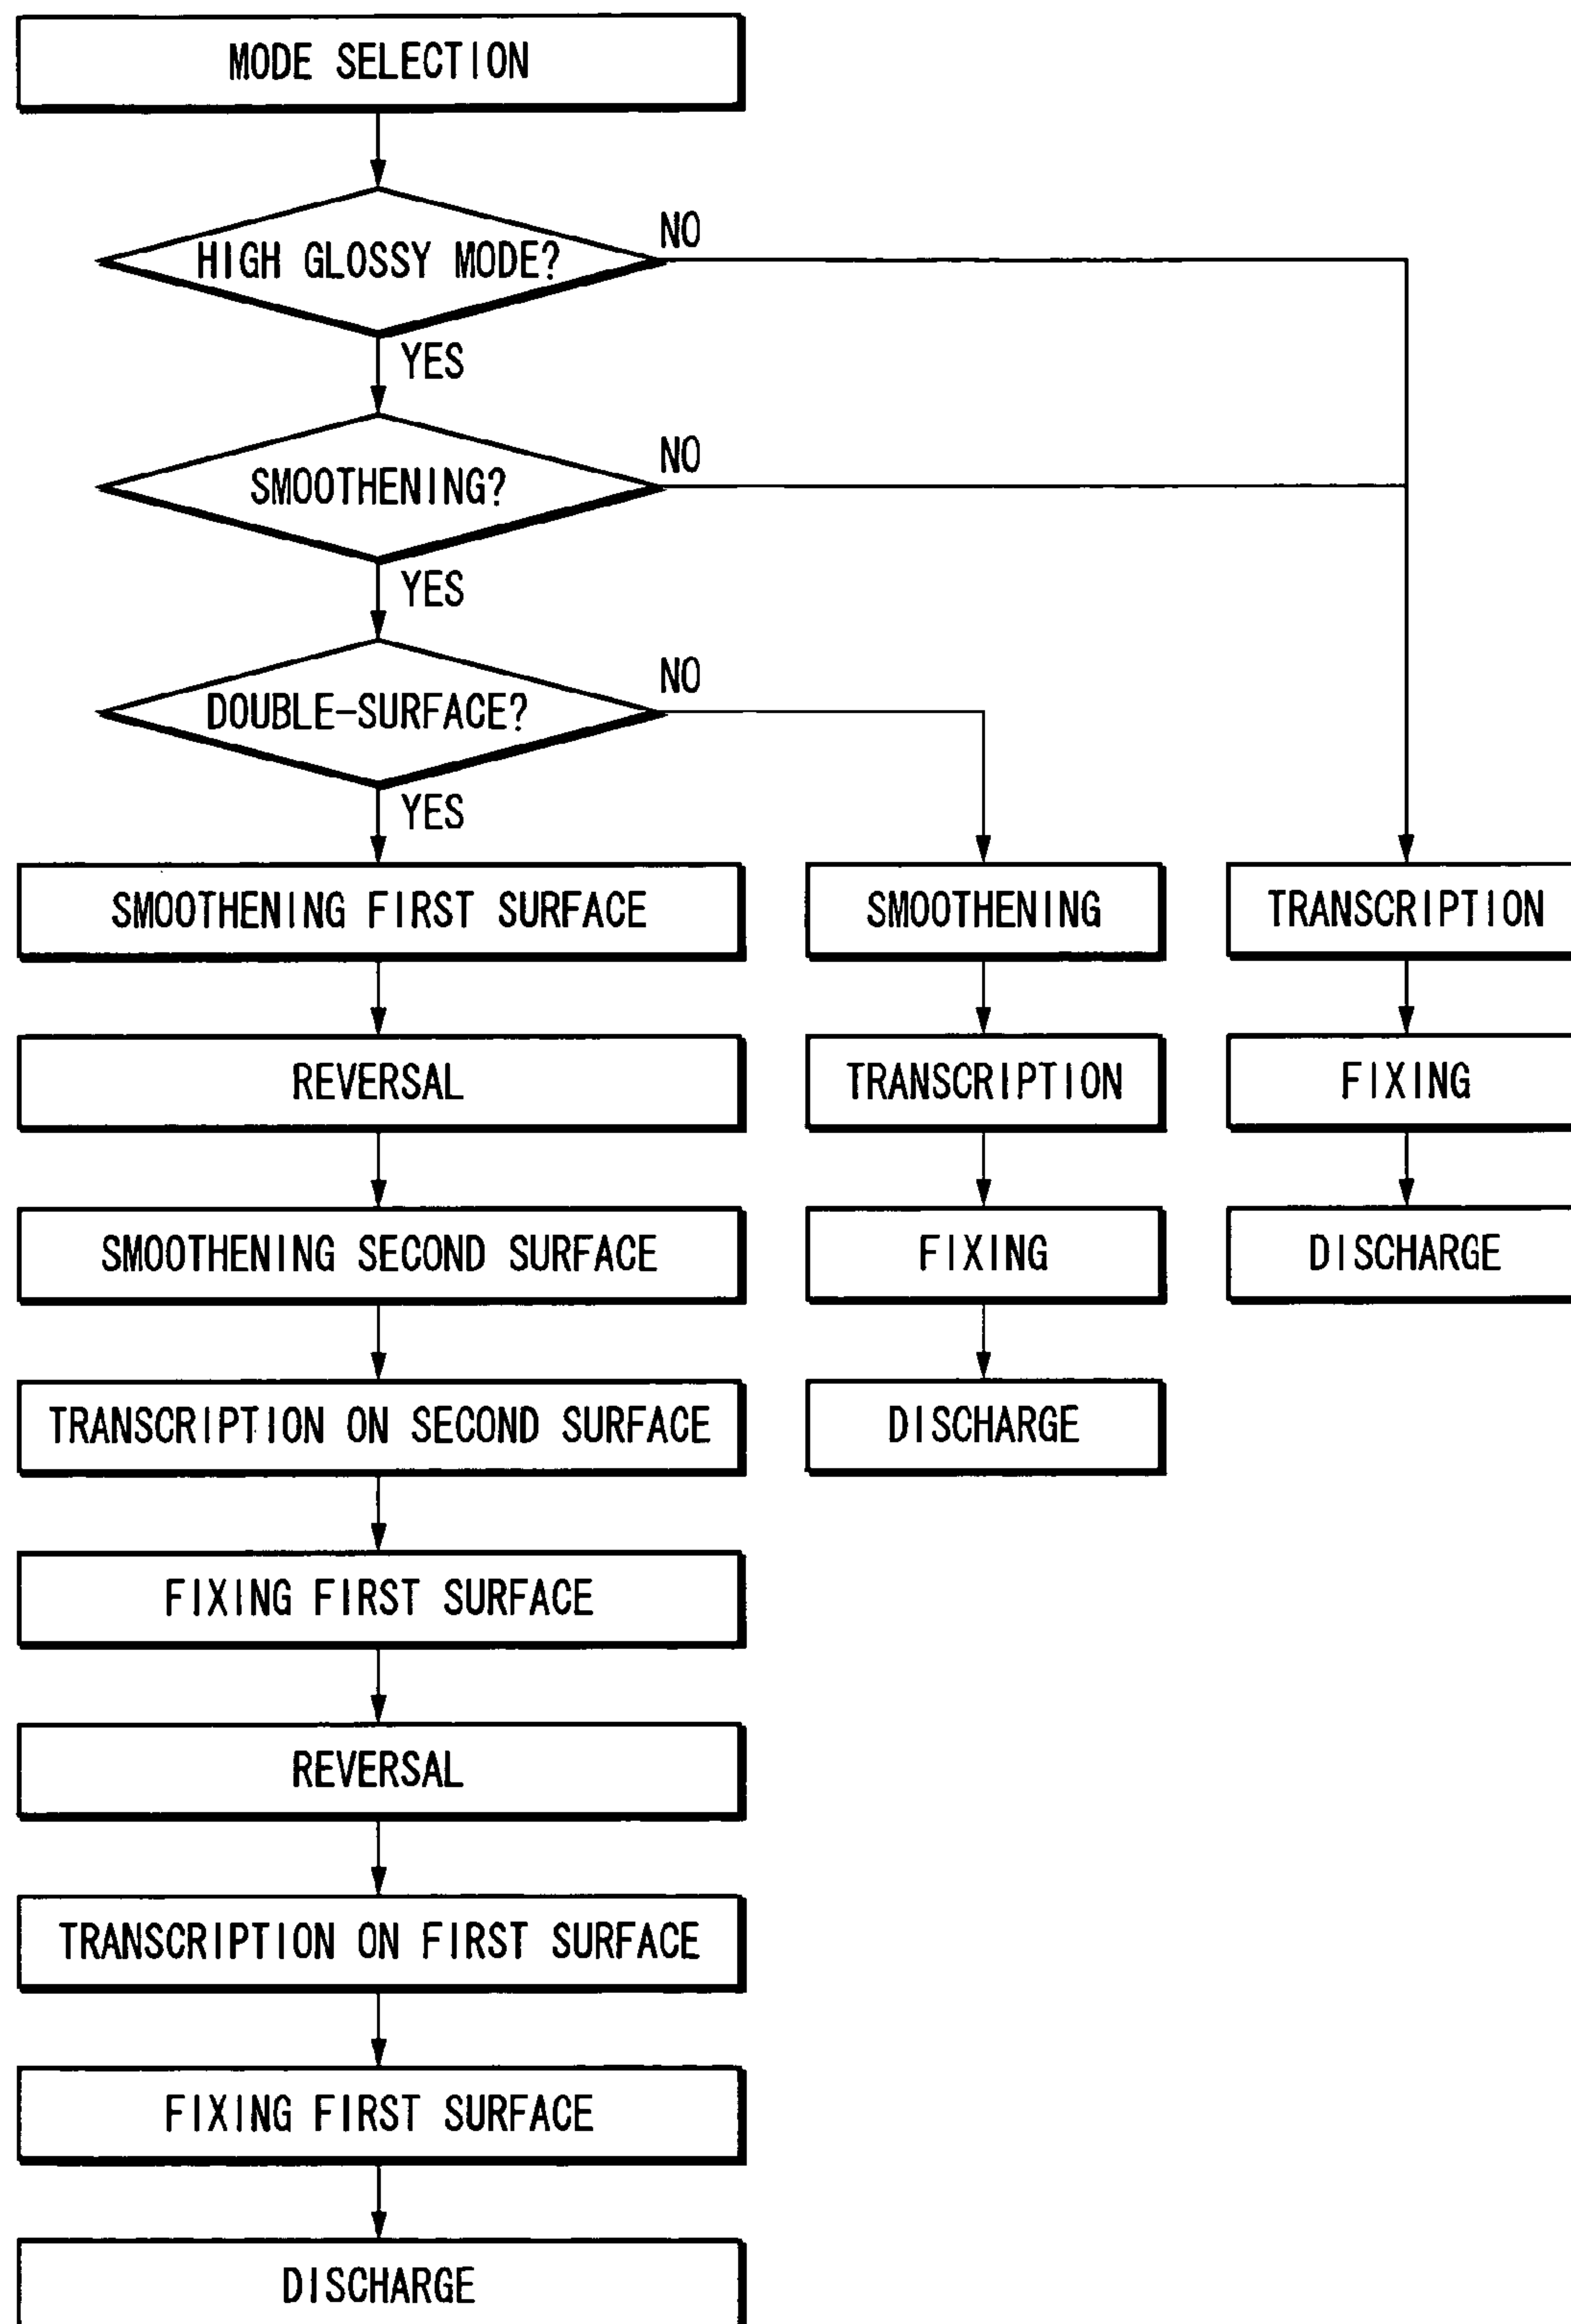 MODE SELECTION
HIGH GLOSSY MODE?
NO
YES
SMOOTHENING?
NO
YES
DOUBLE-SURFACE?
NO
YES
SMOOTHENING FIRST SURFACE
SMOOTHENING
TRANSCRIPTION
REVERSAL
TRANSCRIPTION
FIXING
SMOOTHENING SECOND SURFACE
FIXING
DISCHARGE
TRANSCRIPTION ON SECOND SURFACE
DISCHARGE
FIXING FIRST SURFACE
REVERSAL
TRANSCRIPTION ON FIRST SURFACE
FIXING FIRST SURFACE
DISCHARGE